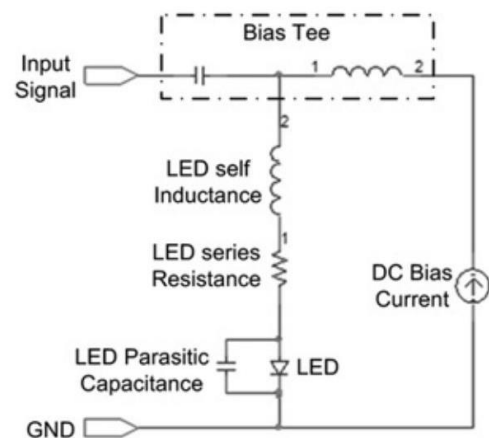 Bias Tee
Input
Signal
1
2
2
LED self
Inductance
1
LED series
Resistance
DC Bias
Current
LED Parasitic
Capacitance
LED
GND